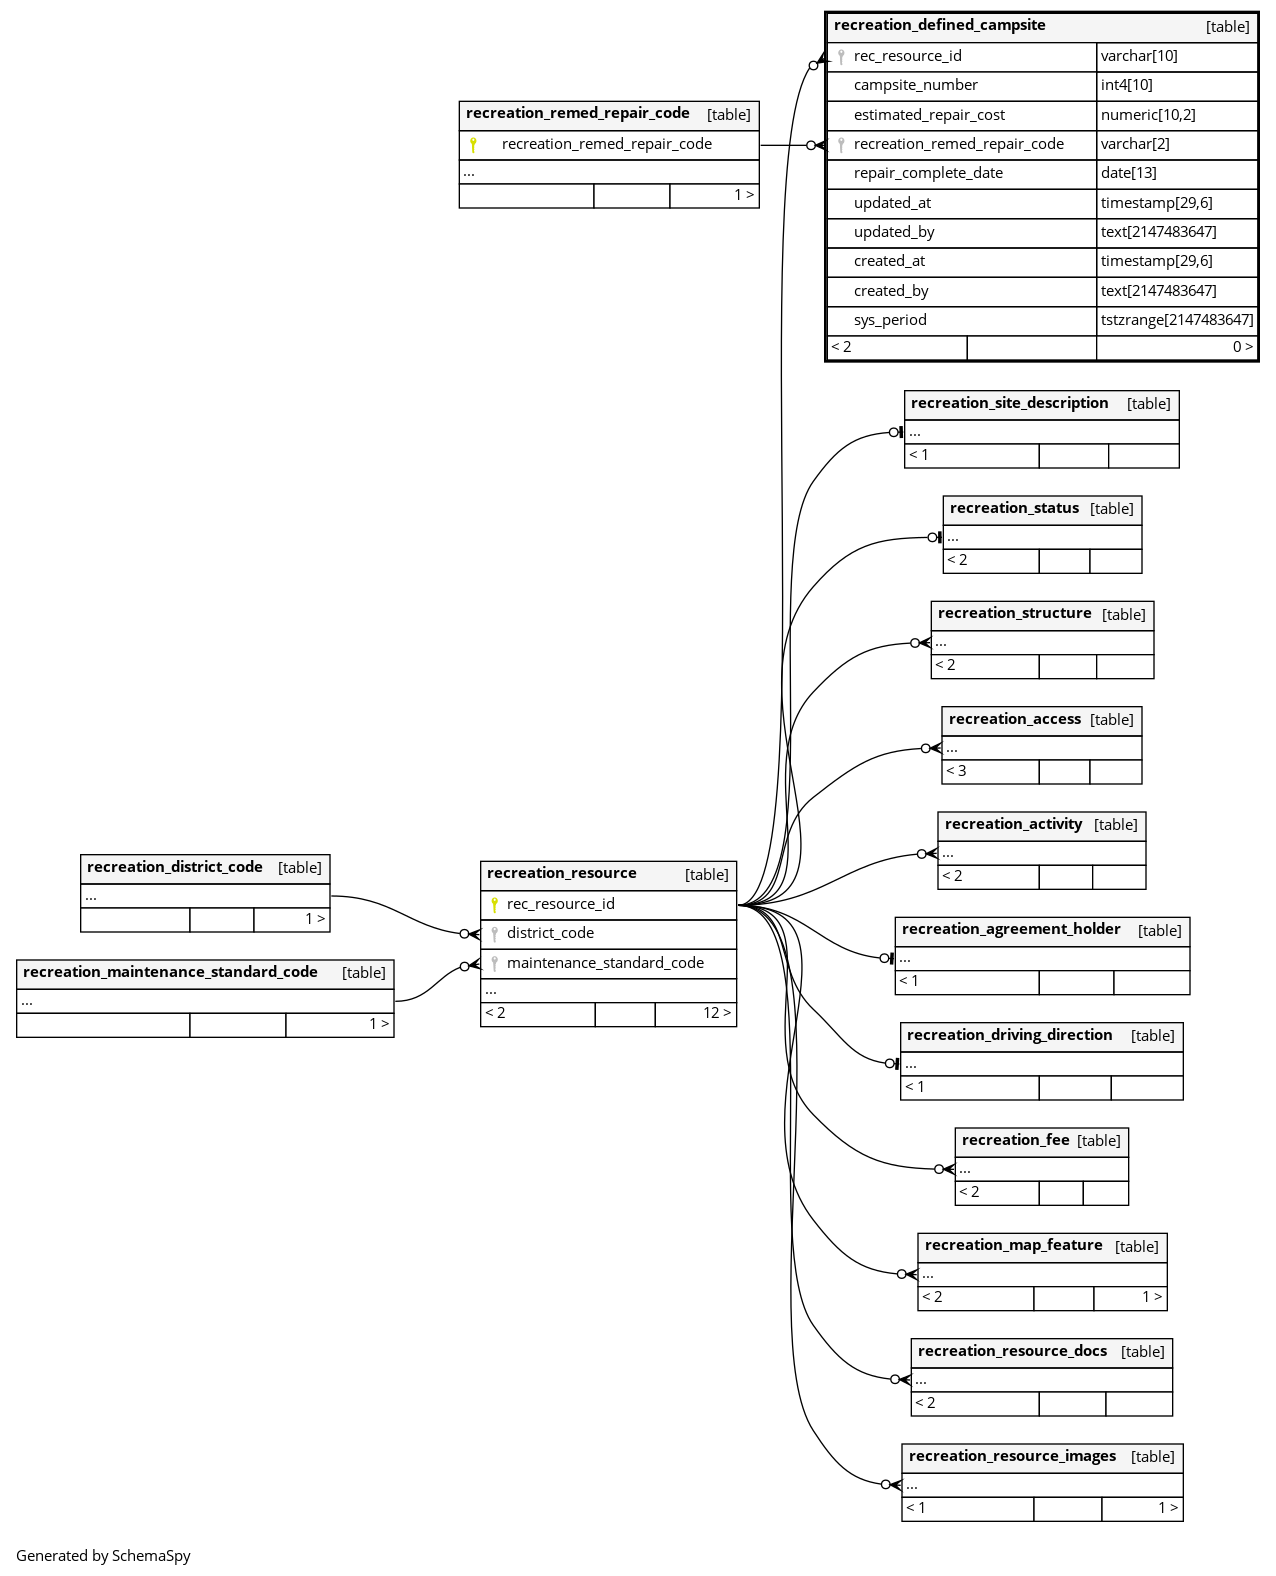 recreation_defined_campsite [table]
rec_resource_id varchar[10]
campsite_number int4[10]
estimated_repair_cost numeric[10,2]
recreation_remed_repair_code varchar[2]
repair_complete_date date[13]
updated_at timestamp[29,6]
updated_by text[2147483647]
created_at timestamp[29,6]
created_by text[2147483647]
sys_period tstzrange[2147483647]
< 2 0 >
recreation_remed_repair_code [table]
recreation_remed_repair_code
...
1 >
recreation_site_description [table]
...
< 1
recreation_status [table]
...
< 2
recreation_structure [table]
...
< 2
recreation_access [table]
...
< 3
recreation_activity [table]
...
< 2
recreation_district_code [table]
...
1 >
recreation_maintenance_standard_code [table]
...
1 >
recreation_resource [table]
rec_resource_id
district_code
maintenance_standard_code
...
< 2 12 >
recreation_agreement_holder [table]
...
< 1
recreation_driving_direction [table]
...
< 1
recreation_fee [table]
...
< 2
recreation_map_feature [table]
...
< 2 1 >
recreation_resource_docs [table]
...
< 2
recreation_resource_images [table]
...
< 1 1 >
Generated by SchemaSpy